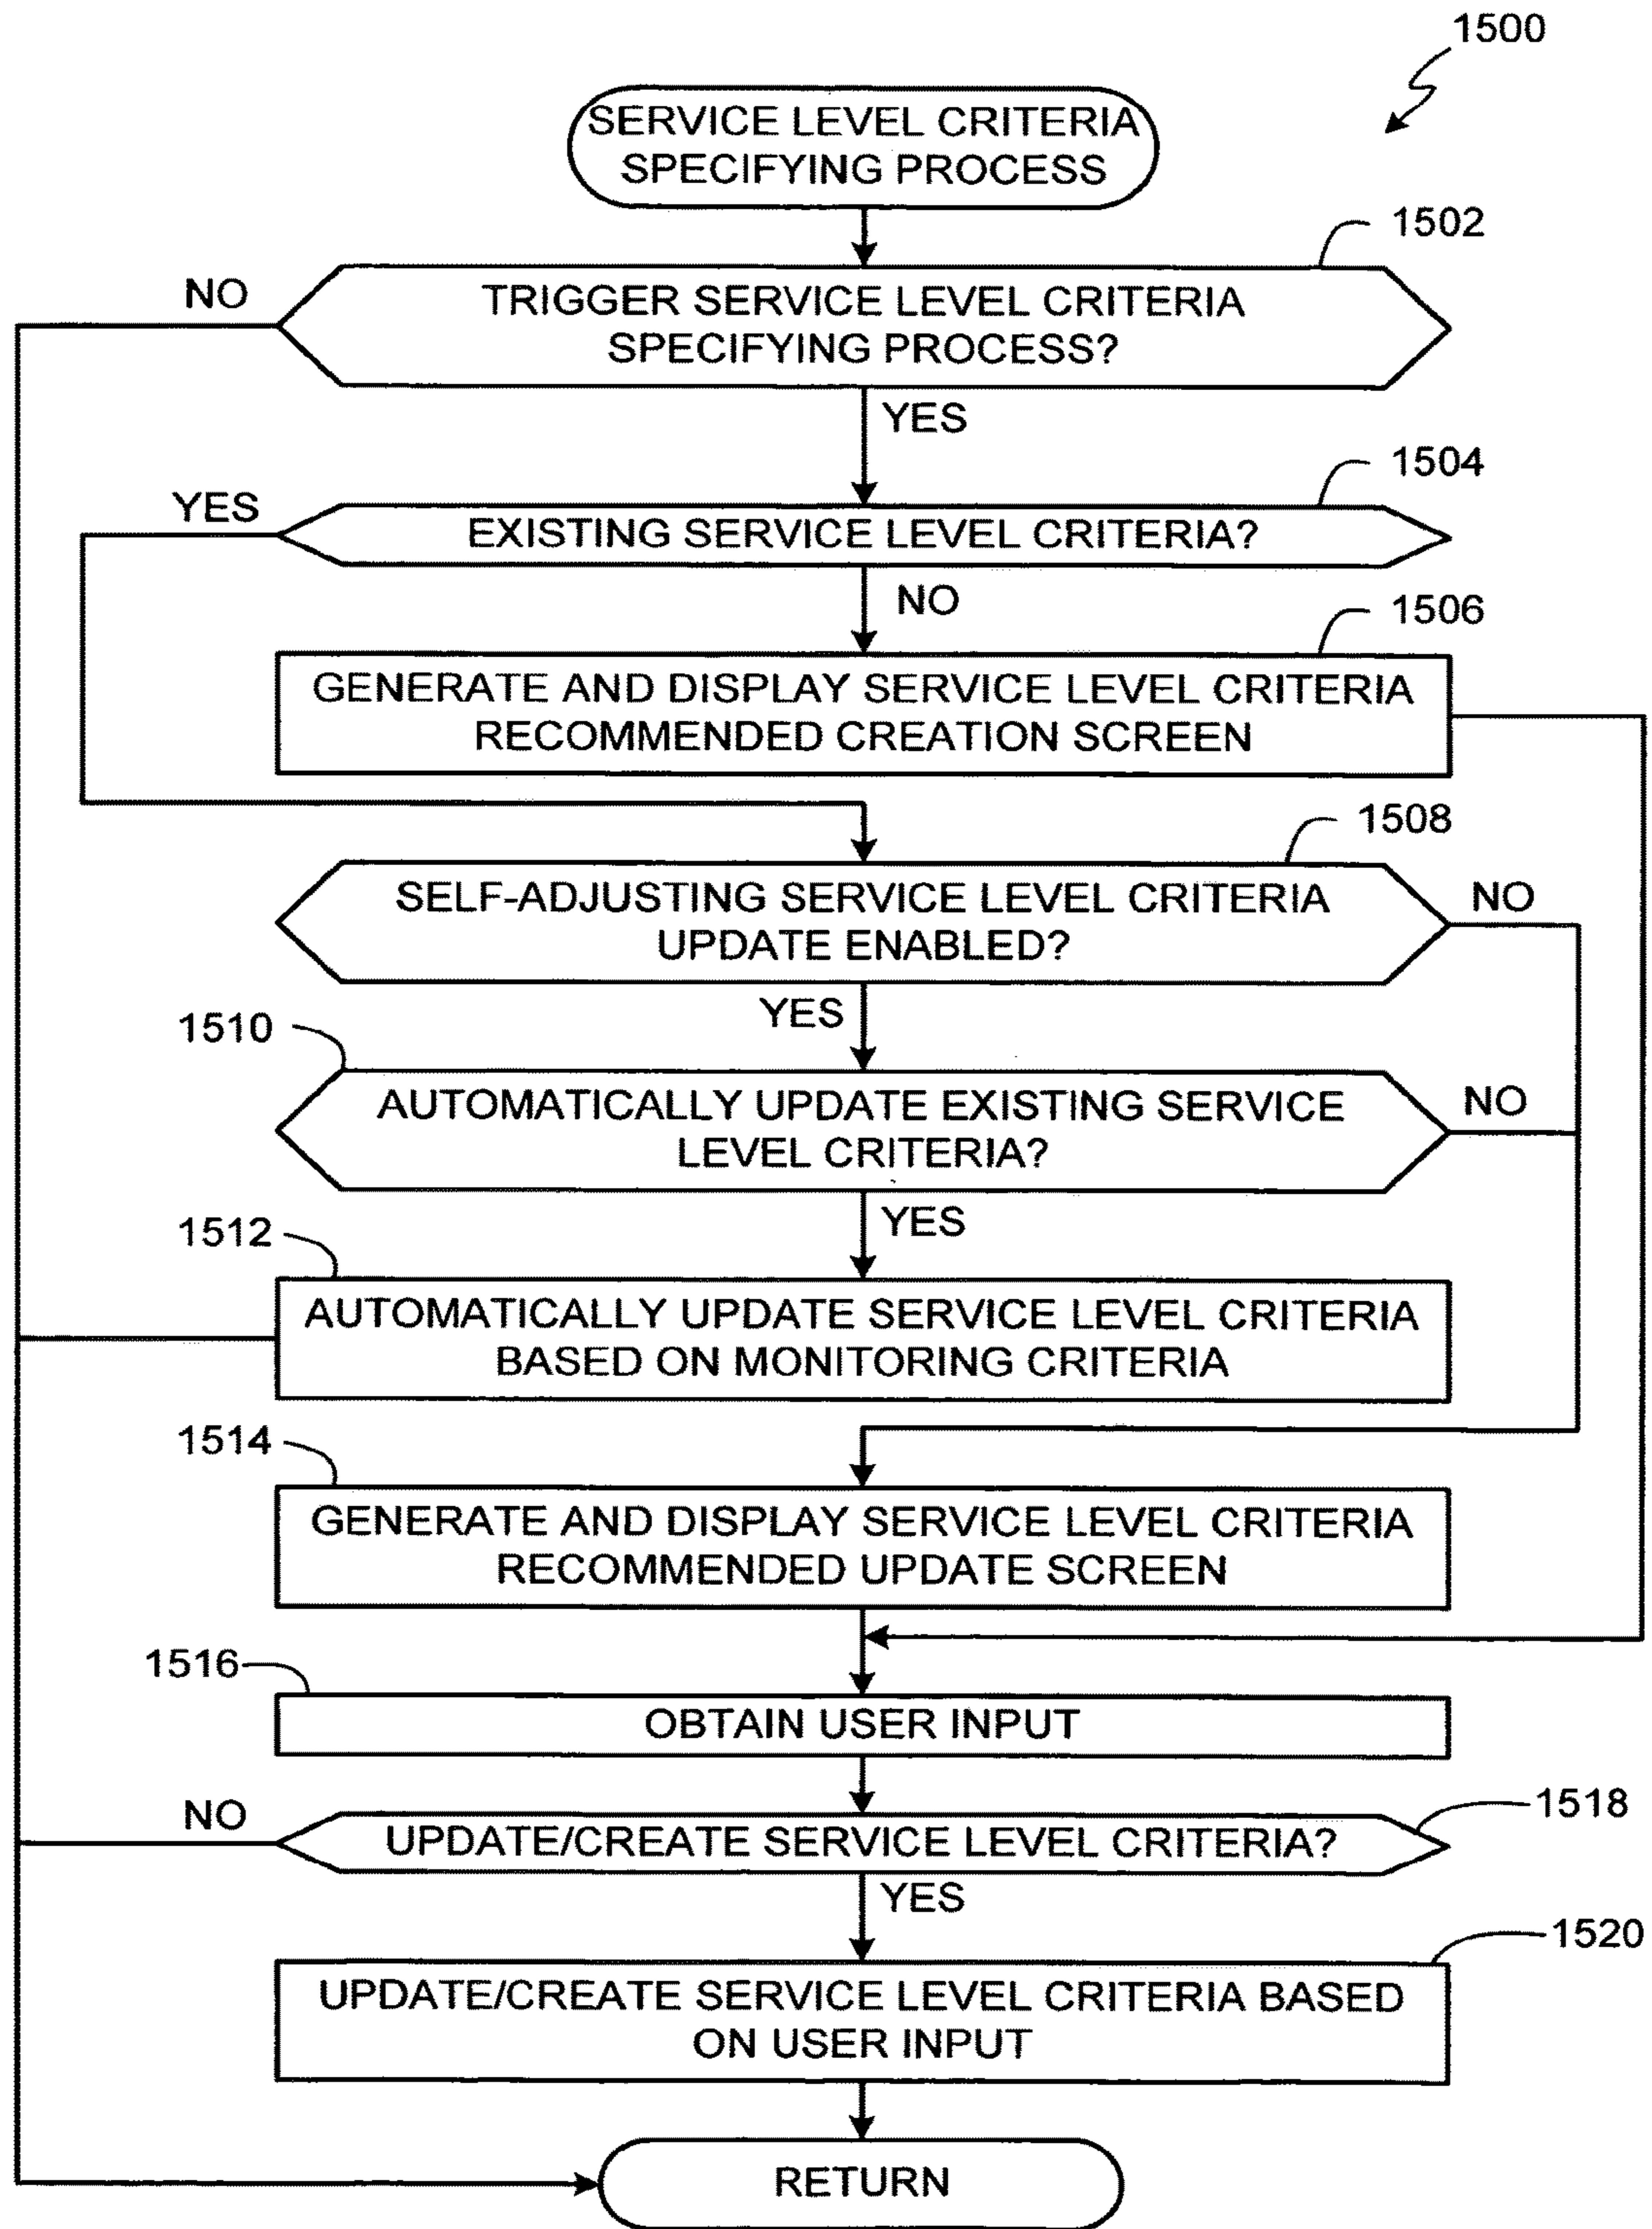 1500
SERVICE LEVEL CRITERIA
SPECIFYING PROCESS
1502
NO
TRIGGER SERVICE LEVEL CRITERIA
SPECIFYING PROCESS?
YES
1504
YES
EXISTING SERVICE LEVEL CRITERIA?
NO
1506
GENERATE AND DISPLAY SERVICE LEVEL CRITERIA
RECOMMENDED CREATION SCREEN
1508
SELF-ADJUSTING SERVICE LEVEL CRITERIA
UPDATE ENABLED?
NO
YES
1510
AUTOMATICALLY UPDATE EXISTING SERVICE
LEVEL CRITERIA?
NO
YES
1512
AUTOMATICALLY UPDATE SERVICE LEVEL CRITERIA
BASED ON MONITORING CRITERIA
1514
GENERATE AND DISPLAY SERVICE LEVEL CRITERIA
RECOMMENDED UPDATE SCREEN
1516
OBTAIN USER INPUT
1518
NO
UPDATE/CREATE SERVICE LEVEL CRITERIA?
YES
1520
UPDATE/CREATE SERVICE LEVEL CRITERIA BASED
ON USER INPUT
RETURN